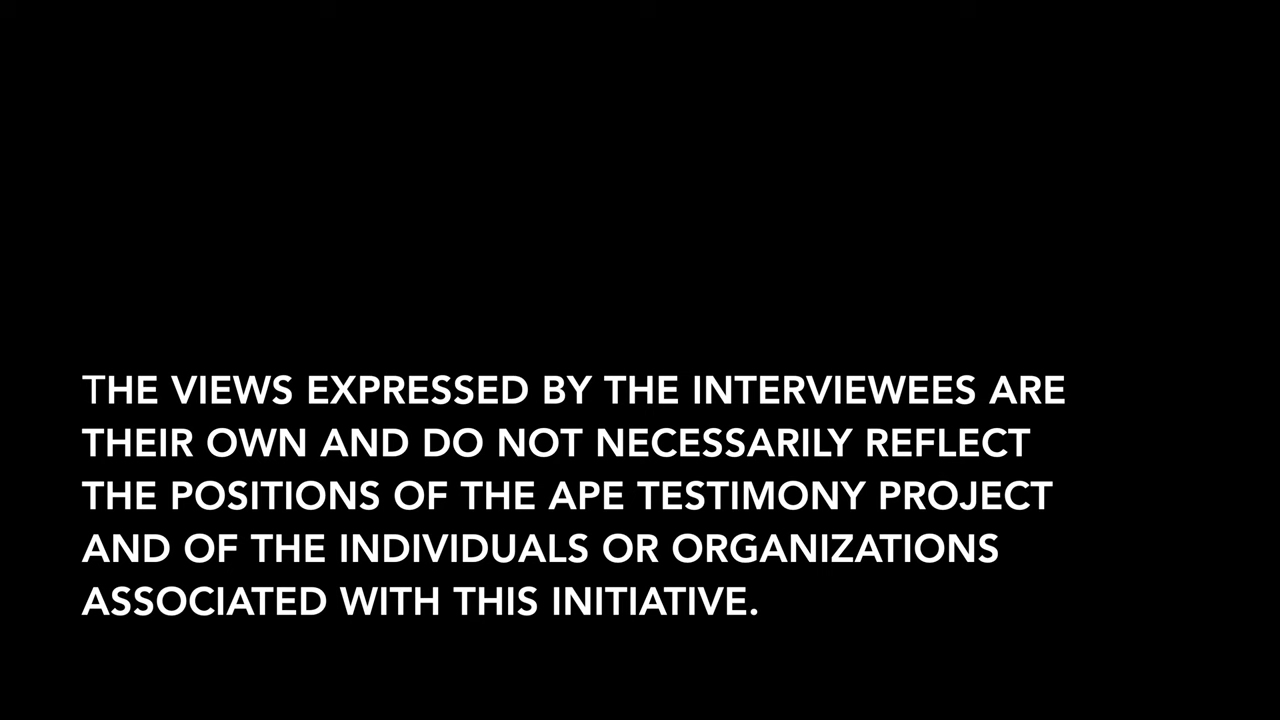 THE VIEWS EXPRESSED BY THE INTERVIEWEES ARE
THEIR OWN AND DO NOT NECESSARILY REFLECT
THE POSITIONS OF THE APE TESTIMONY PROJECT
AND OF THE INDIVIDUALS OR ORGANIZATIONS
ASSOCIATED WITH THIS INITIATIVE.